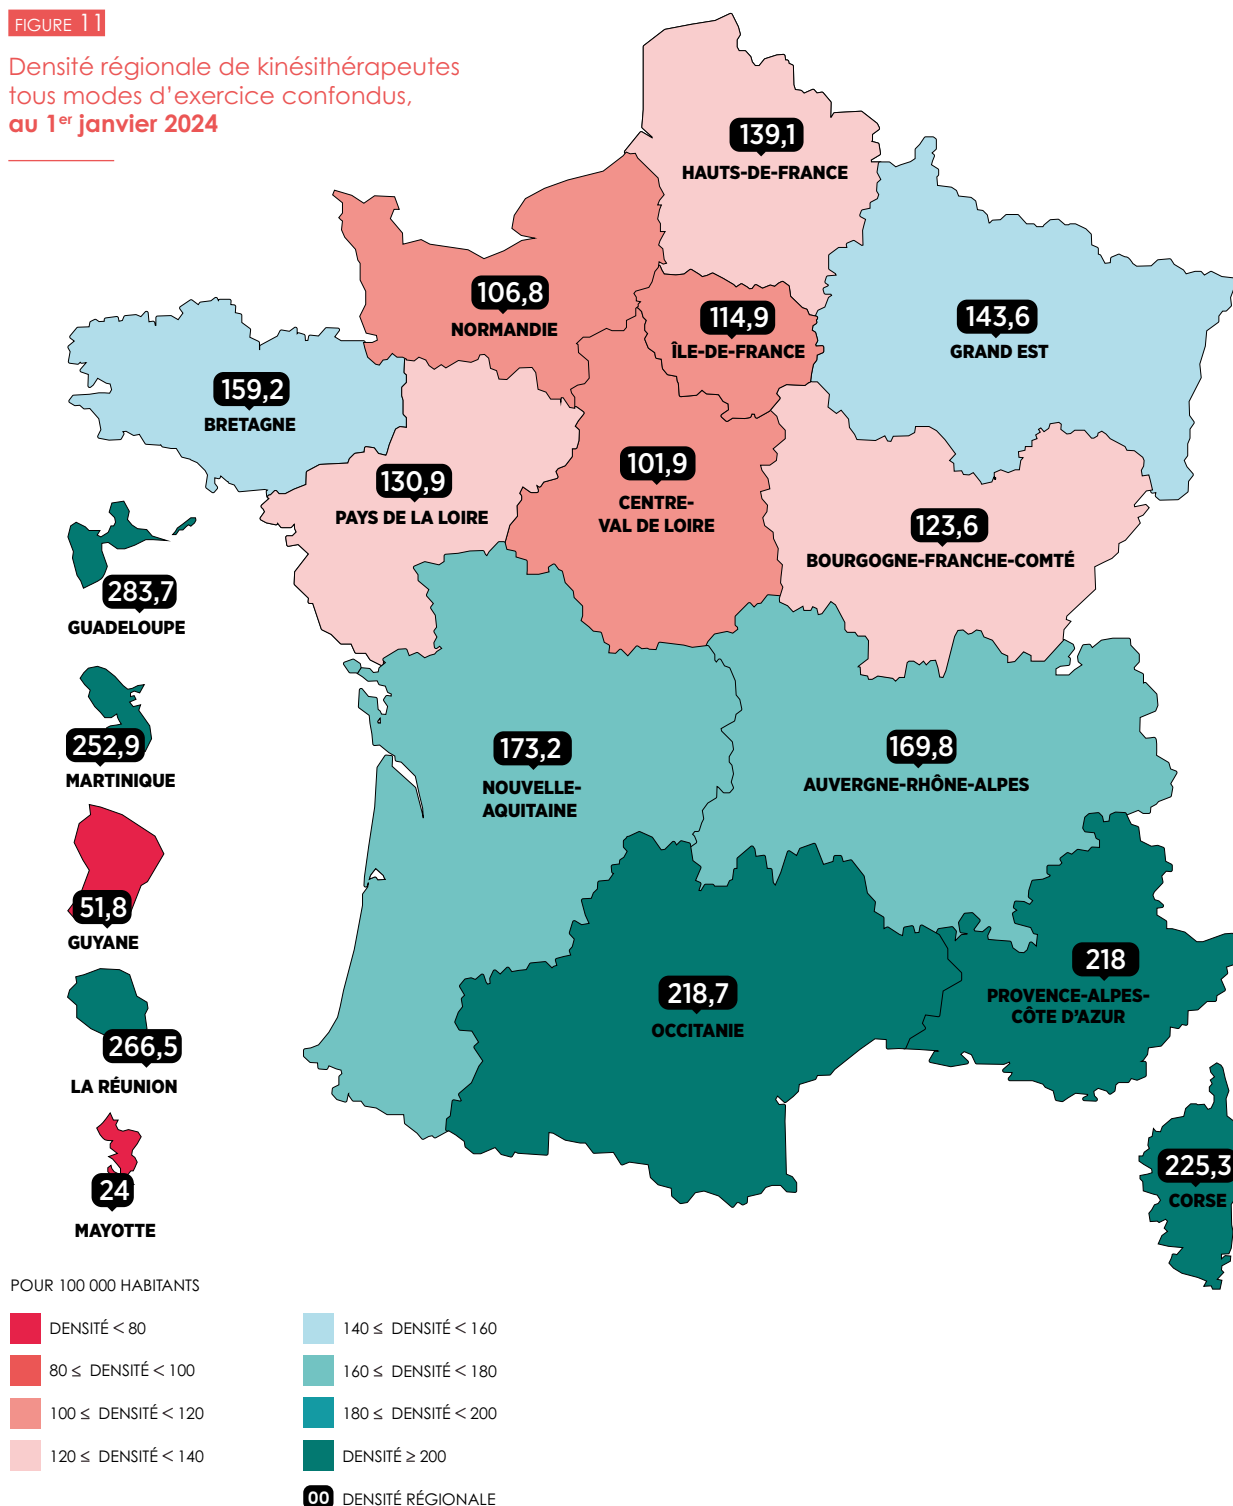 FIGURE 11
Densité régionale de kinésithérapeutes
tous modes d'exercice confondus,
au 1er janvier 2024
139,1
HAUTS-DE-FRANCE
106,8
NORMANDIE
114,9
ÎLE-DE-FRANCE
143,6
GRAND EST
159,2
BRETAGNE
130,9
PAYS DE LA LOIRE
101,9
CENTRE-
VAL DE LOIRE
123,6
BOURGOGNE-FRANCHE-COMTÉ
283,7
GUADELOUPE
252,9
MARTINIQUE
173,2
NOUVELLE-
AQUITAINE
169,8
AUVERGNE-RHÔNE-ALPES
51,8
GUYANE
218,7
OCCITANIE
218
PROVENCE-ALPES-
CÔTE D'AZUR
266,5
LA RÉUNION
24
MAYOTTE
225,3
CORSE
POUR 100 000 HABITANTS
DENSITÉ < 80
80 ≤ DENSITÉ < 100
100 ≤ DENSITÉ < 120
120 ≤ DENSITÉ < 140
140 ≤ DENSITÉ < 160
160 ≤ DENSITÉ < 180
180 ≤ DENSITÉ < 200
DENSITÉ ≥ 200
00 DENSITÉ RÉGIONALE